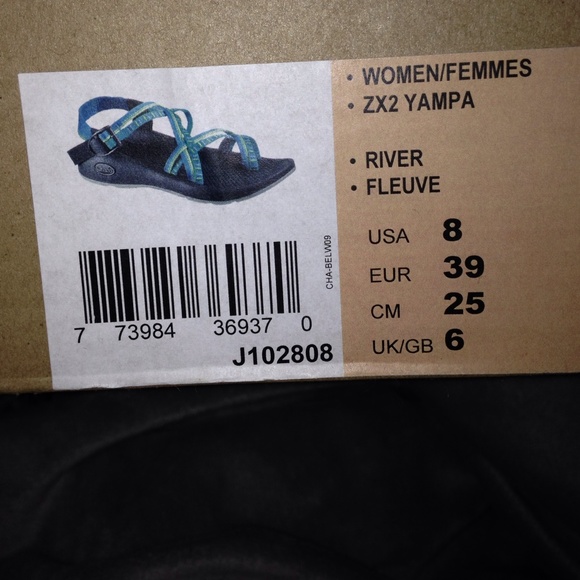 • WOMEN/FEMMES
• ZX2 YAMPA
• RIVER
• FLEUVE
USA 8
EUR 39
CM 25
UK/GB 6
CHA-BELW09
7 73984 36937 0
J102808